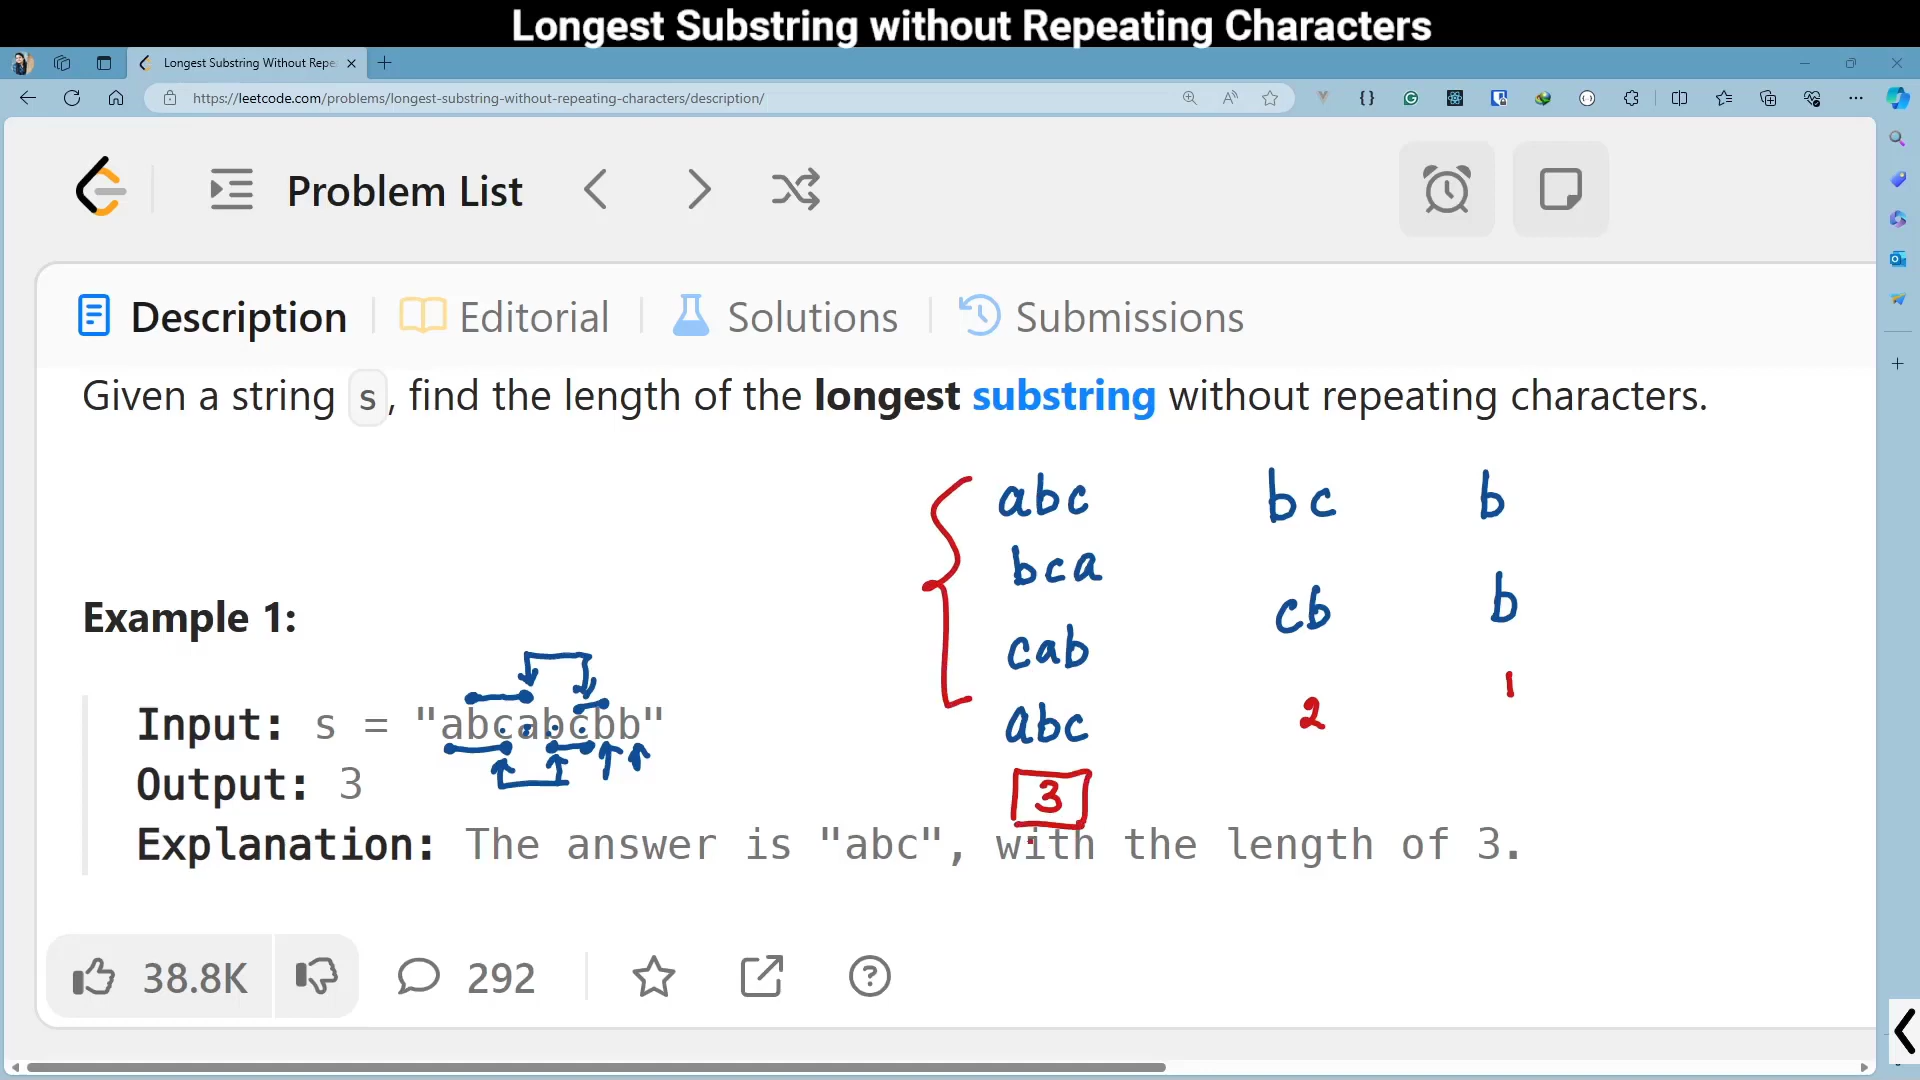 Longest Substring without Repeating Characters
Longest Substring Without Repe
https://leetcode.com/problems/longest-substring-without-repeating-characters/description/
Problem List
Description
Editorial
Solutions
Submissions
Given a string s, find the length of the longest substring without repeating characters.
abc bc b
bca
cab cb b
abc 2 1
3
Example 1:
Input: s = "abcabcbb"
Output: 3
Explanation: The answer is "abc", with the length of 3.
38.8K
292